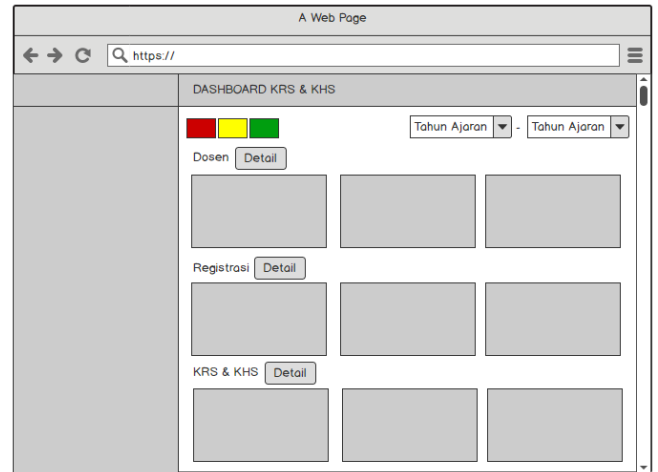 A Web Page
https://
DASHBOARD KRS & KHS
Tahun Ajaran - Tahun Ajaran
Dosen Detail
Registrasi Detail
KRS & KHS Detail